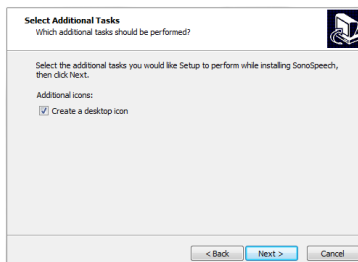 Select Additional Tasks
Which additional tasks should be performed?
Select the additional tasks you would like Setup to perform while installing SonoSpeech,
then click Next.
Additional icons:
Create a desktop icon
< Back
Next >
Cancel